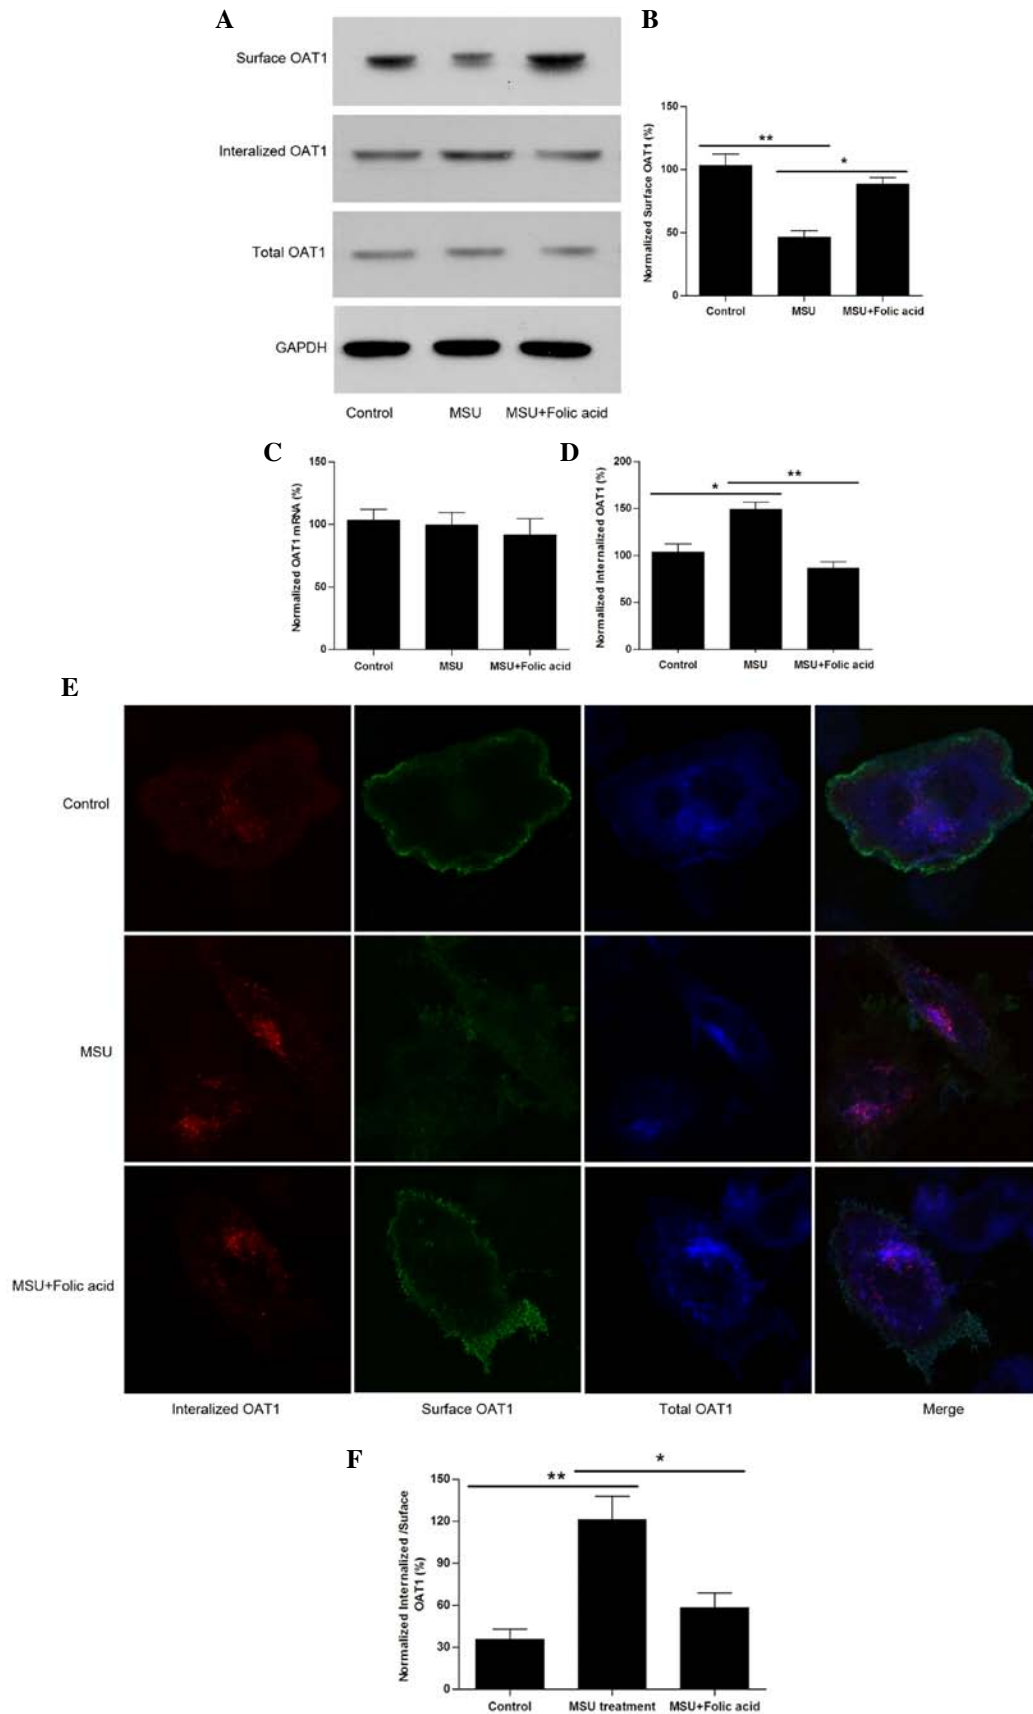 A
Surface OAT1
Interalized OAT1
Total OAT1
GAPDH
Control MSU MSU+Folic acid
B
Normalized Surface OAT1 (%)
150
100
50
0
**
*
Control MSU MSU+Folic acid
C
Normalized OAT1 mRNA (%)
150
100
50
0
Control MSU MSU+Folic acid
D
Normalized Internalized OAT1 (%)
200
150
100
50
0
*
**
Control MSU MSU+Folic acid
E
Control
MSU
MSU+Folic acid
Interalized OAT1 Surface OAT1 Total OAT1 Merge
F
Normalized Internalized /Suface
OAT1 (%)
150
120
90
60
30
0
**
*
Control MSU treatment MSU+Folic acid